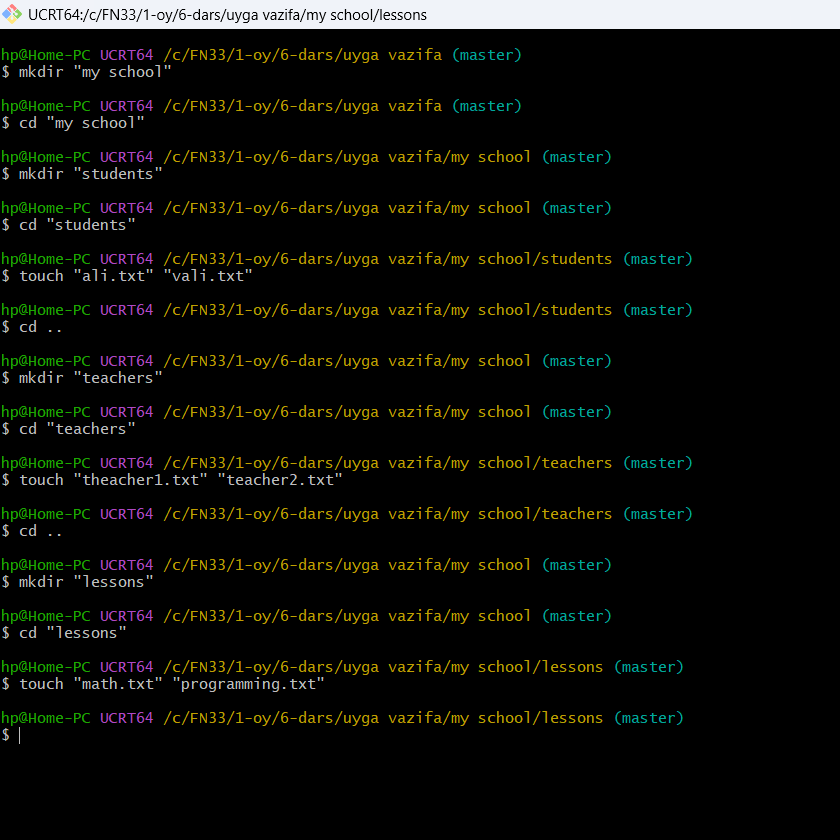 UCRT64:/c/FN33/1-oy/6-dars/uyga vazifa/my school/lessons
hp@Home-PC UCRT64 /c/FN33/1-oy/6-dars/uyga vazifa (master)
$ mkdir "my school"
hp@Home-PC UCRT64 /c/FN33/1-oy/6-dars/uyga vazifa (master)
$ cd "my school"
hp@Home-PC UCRT64 /c/FN33/1-oy/6-dars/uyga vazifa/my school (master)
$ mkdir "students"
hp@Home-PC UCRT64 /c/FN33/1-oy/6-dars/uyga vazifa/my school (master)
$ cd "students"
hp@Home-PC UCRT64 /c/FN33/1-oy/6-dars/uyga vazifa/my school/students (master)
$ touch "ali.txt" "vali.txt"
hp@Home-PC UCRT64 /c/FN33/1-oy/6-dars/uyga vazifa/my school/students (master)
$ cd ..
hp@Home-PC UCRT64 /c/FN33/1-oy/6-dars/uyga vazifa/my school (master)
$ mkdir "teachers"
hp@Home-PC UCRT64 /c/FN33/1-oy/6-dars/uyga vazifa/my school (master)
$ cd "teachers"
hp@Home-PC UCRT64 /c/FN33/1-oy/6-dars/uyga vazifa/my school/teachers (master)
$ touch "theacher1.txt" "teacher2.txt"
hp@Home-PC UCRT64 /c/FN33/1-oy/6-dars/uyga vazifa/my school/teachers (master)
$ cd ..
hp@Home-PC UCRT64 /c/FN33/1-oy/6-dars/uyga vazifa/my school (master)
$ mkdir "lessons"
hp@Home-PC UCRT64 /c/FN33/1-oy/6-dars/uyga vazifa/my school (master)
$ cd "lessons"
hp@Home-PC UCRT64 /c/FN33/1-oy/6-dars/uyga vazifa/my school/lessons (master)
$ touch "math.txt" "programming.txt"
hp@Home-PC UCRT64 /c/FN33/1-oy/6-dars/uyga vazifa/my school/lessons (master)
$